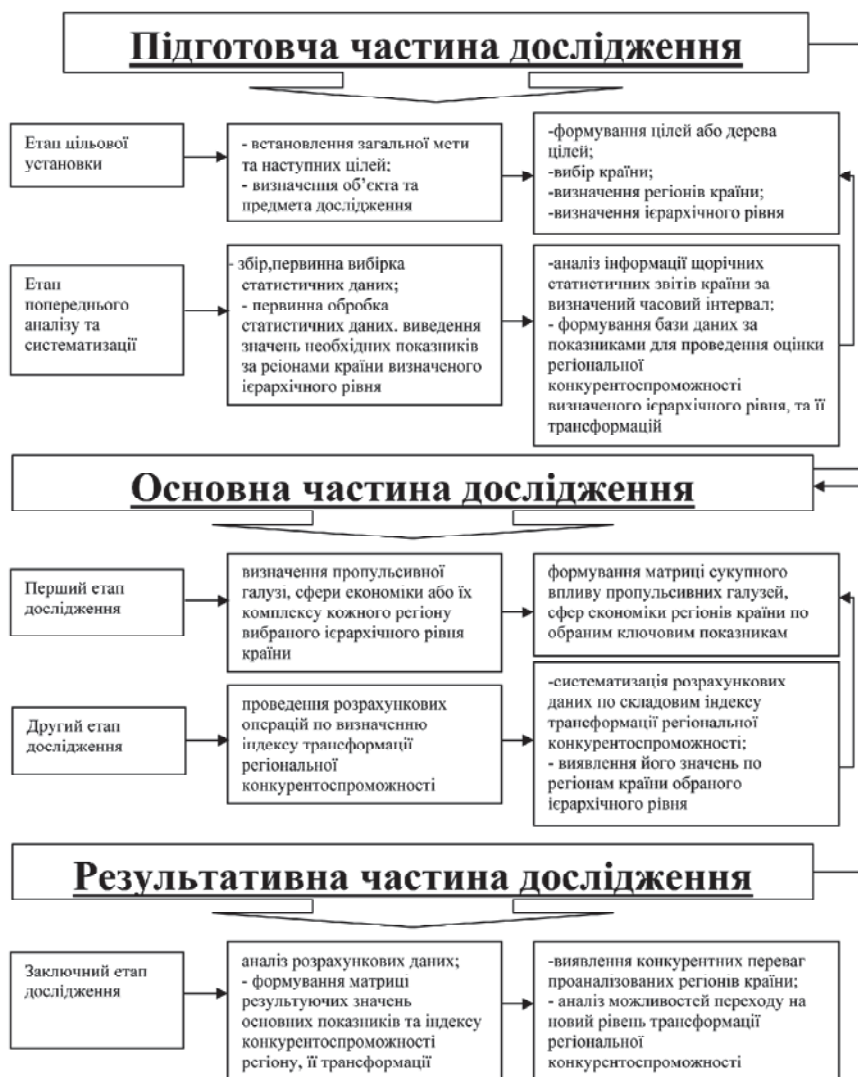 Підготовча частина дослідження
Етап цільової
установки
- встановлення загальної мети
та наступних цілей;
- визначення об’єкта та
предмета дослідження
-формування цілей або дерева
цілей;
-вибір країни;
-визначення регіонів країни;
-визначення ієрархічного рівня
Етап
попереднього
аналізу та
систематизації
- збір,первинна вибірка
статистичних даних;
- первинна обробка
статистичних даних. виведення
значень необхідних показників
за реіонами країни визначеного
ієрархічного рівня
-аналіз інформації щорічних
статистичних звітів країни за
визначений часовий інтервал;
- формування бази даних за
показниками для проведення оцінки
регіональної
конкурентоспроможності
визначеного ієрархічного рівня, та її
трансформацій
Основна частина дослідження
Перший етап
дослідження
визначення пропульсивної
галузі, сфери економіки або їх
комплексу кожного регіону
вибраного ієрархічного рівня
країни
формування матриці сукупного
впливу пропульсивних галузей,
сфер економіки регіонів країни по
обраним ключовим показникам
Другий етап
дослідження
проведення розрахункових
операцій по визначенню
індексу трансформації
регіональної
конкурентоспроможності
-систематизація розрахункових
даних по складовим індексу
трансформації регіональної
конкурентоспроможності;
- виявлення його значень по
регіонам країни обраного
ієрархічного рівня
Результативна частина дослідження
Заключний етап
дослідження
аналіз розрахункових даних;
- формування матриці
результуючих значень
основних показників та індексу
конкурентоспроможності
регіону, її трансформації
-виявлення конкурентних переваг
проаналізованих регіонів країни;
- аналіз можливостей переходу на
новий рівень трансформації
регіональної
конкурентоспроможності